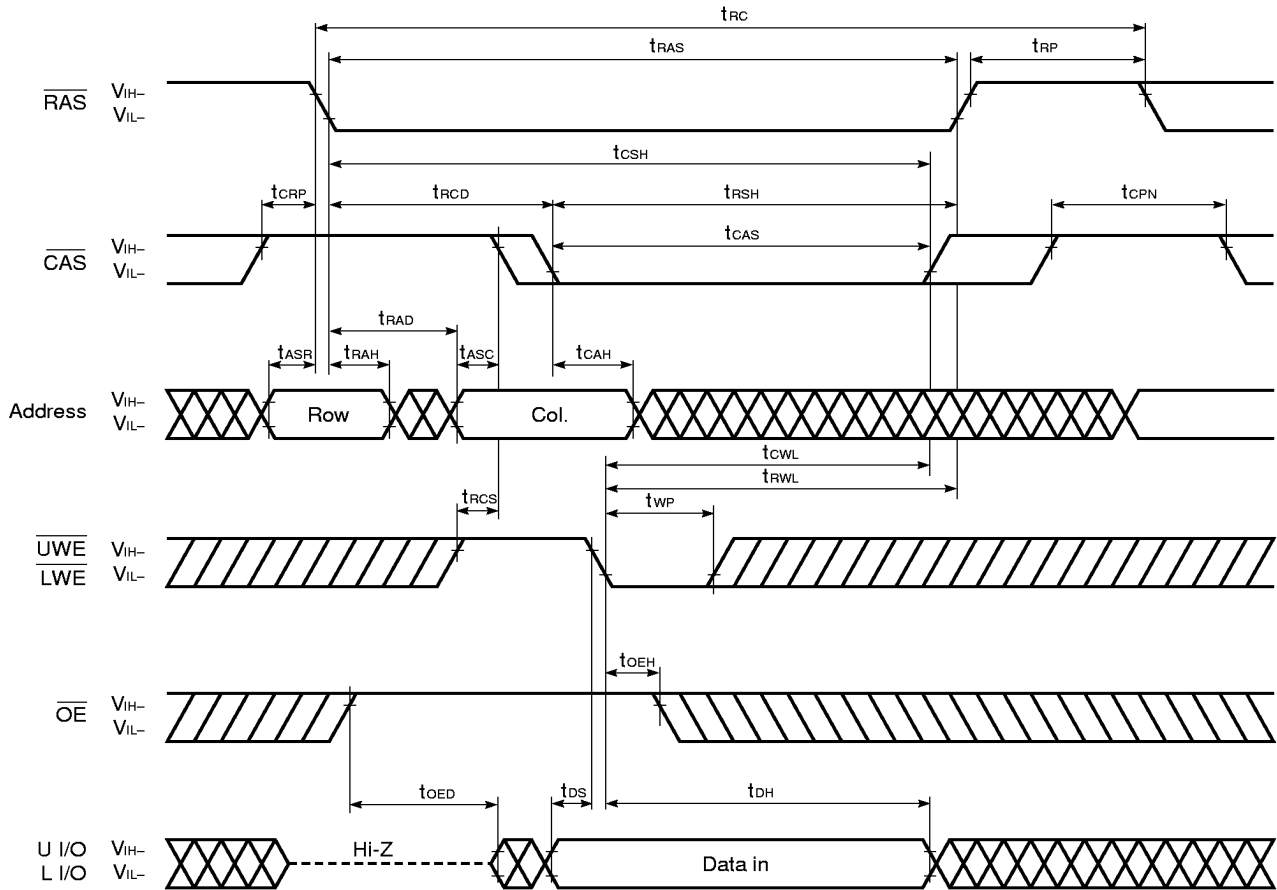 tRC
tRAS tRP
RAS VIH–
VIL–
tCSH
tCRP tRCD tRSH tCPN
CAS VIH–
VIL–
tCAS
tRAD
tASR tRAH tASC tCAH
Address VIH–
VIL–
Row Col.
tCWL
tRWL
tRCS tWP
UWE VIH–
LWE VIL–
tOEH
OE VIH–
VIL–
tOED tDS tDH
U I/O VIH–
L I/O VIL–
Hi-Z Data in